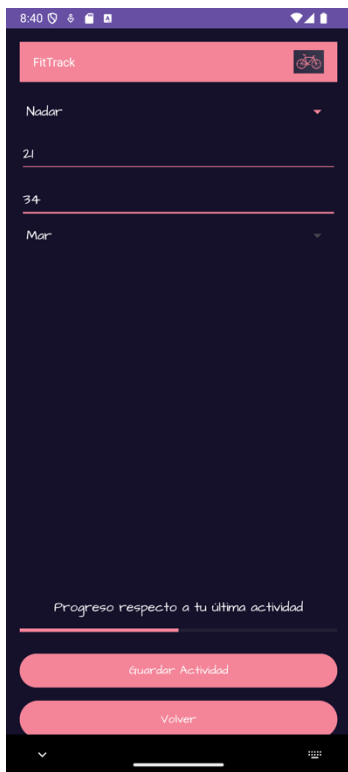 8:40
FitTrack
Nadar
21
34
Mar
Progreso respecto a tu última actividad
Guardar Actividad
Volver